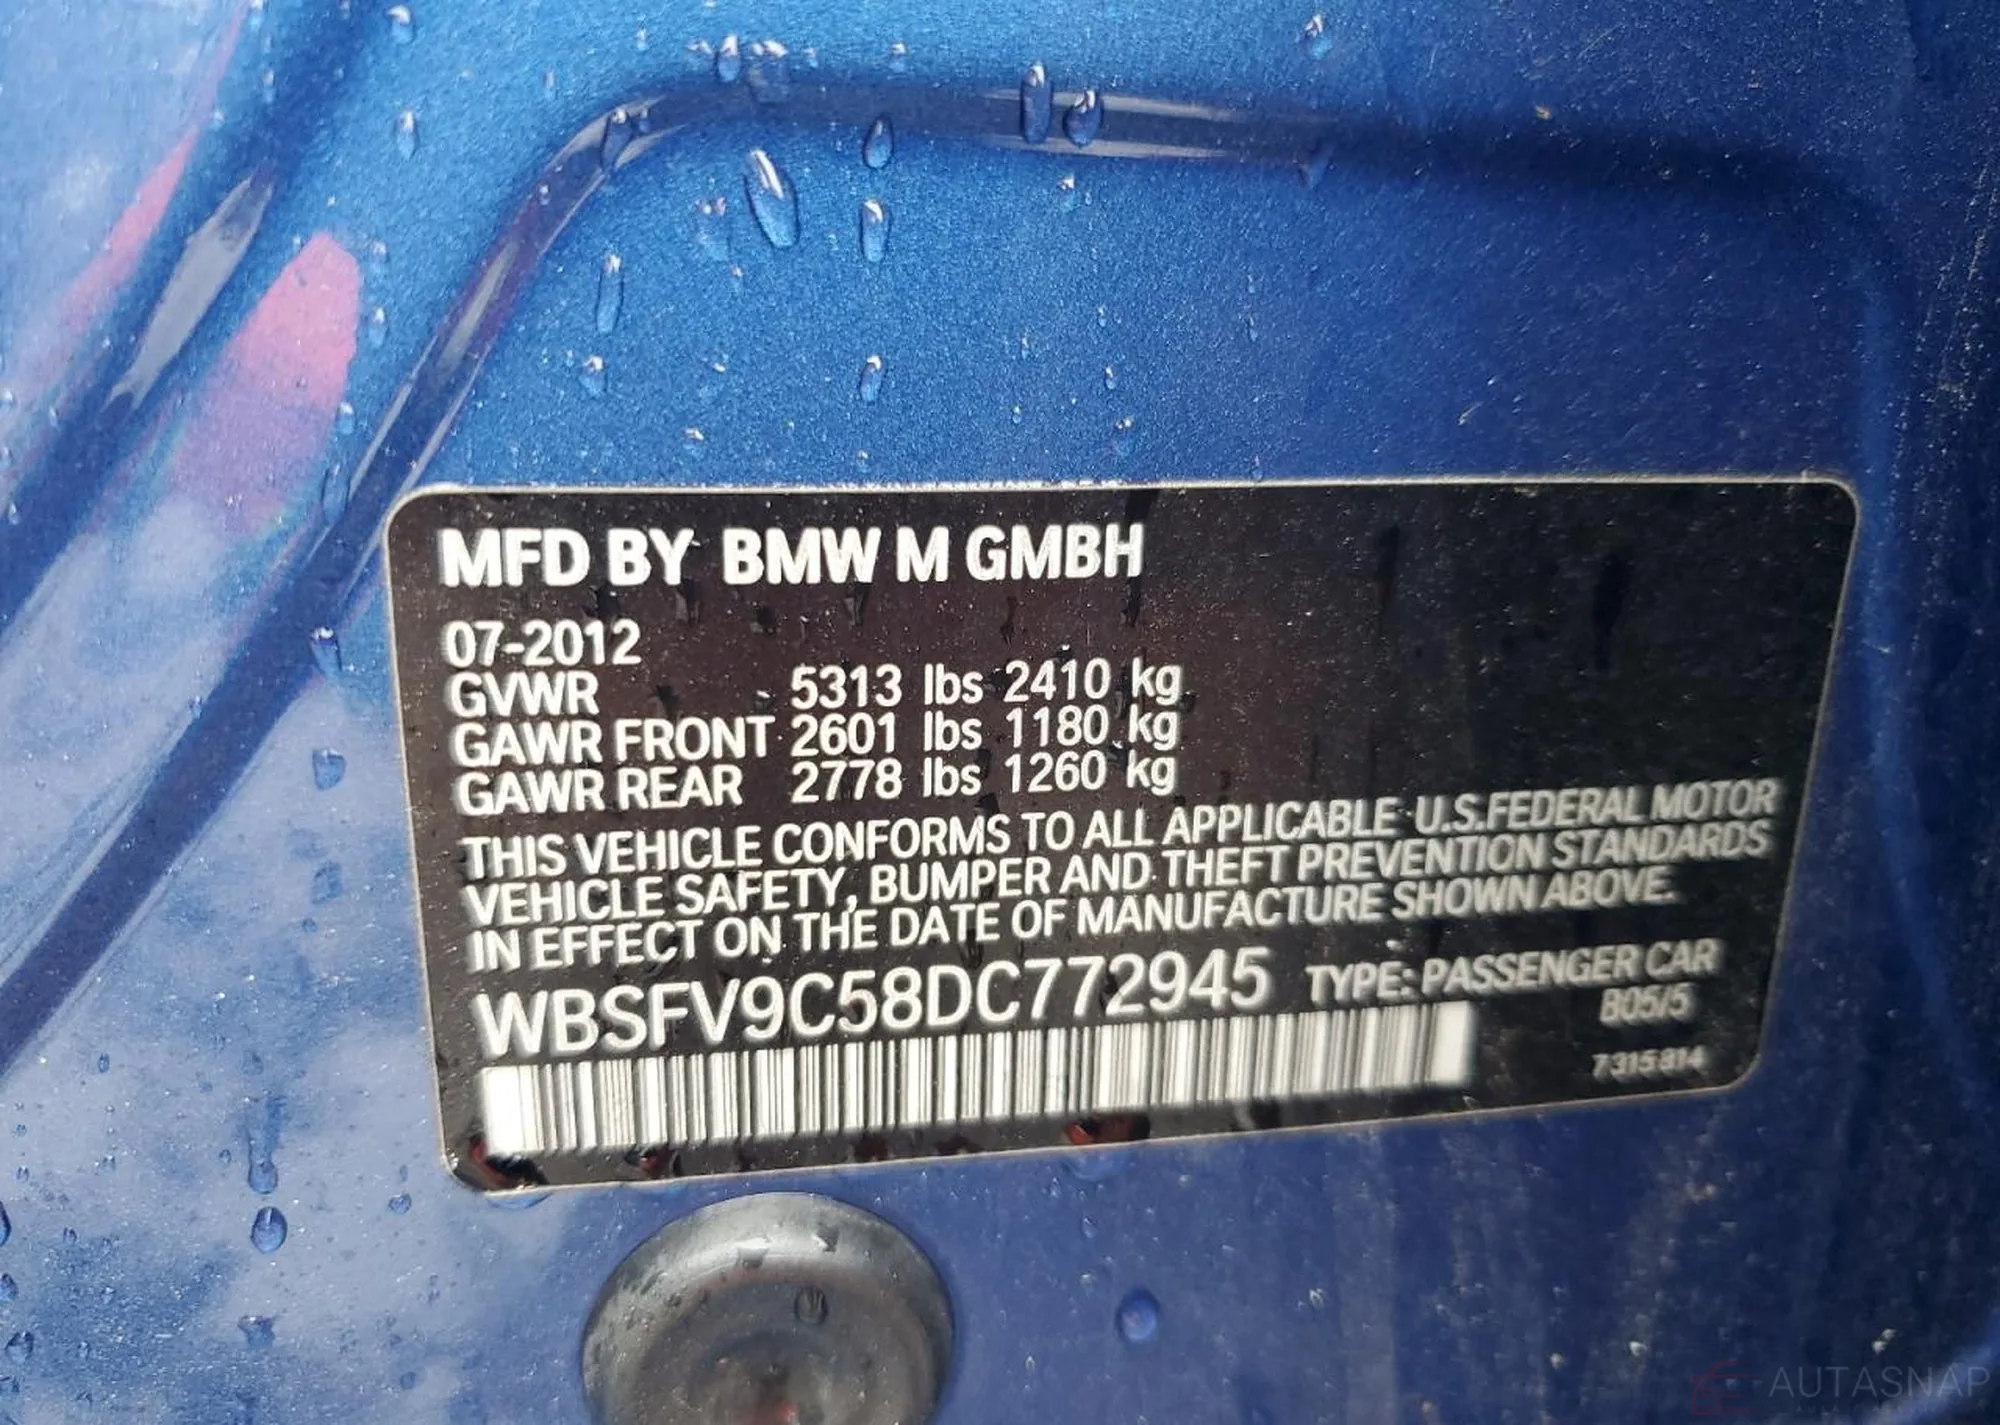 MFD BY BMW M GMBH
07-2012
GVWR 5313 lbs 2410 kg
GAWR FRONT 2601 lbs 1180 kg
GAWR REAR 2778 lbs 1260 kg
THIS VEHICLE CONFORMS TO ALL APPLICABLE U.S.FEDERAL MOTOR
VEHICLE SAFETY, BUMPER AND THEFT PREVENTION STANDARDS
IN EFFECT ON THE DATE OF MANUFACTURE SHOWN ABOVE.
WBSFV9C58DC772945 TYPE: PASSENGER CAR
B05/5
7315814
AUTASNAP